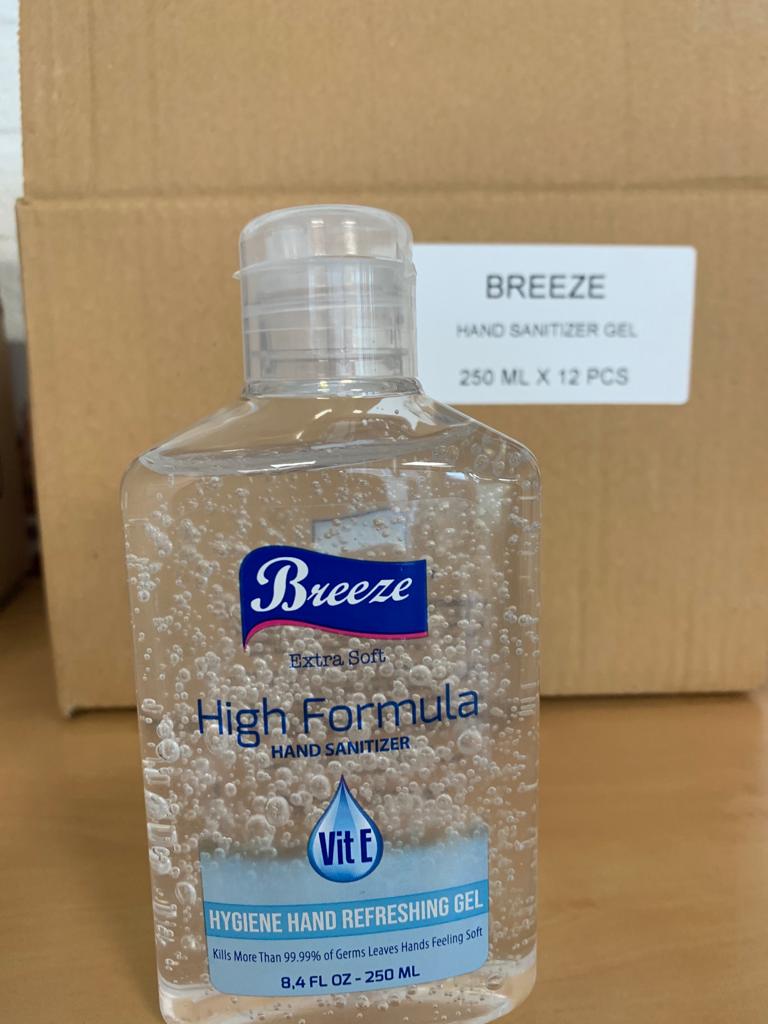 BREEZE
HAND SANITIZER GEL
250 ML X 12 PCS
Breeze
Extra Soft
High Formula
HAND SANITIZER
Vit E
HYGIENE HAND REFRESHING GEL
Kills More Than 99.99% of Germs Leaves Hands Feeling Soft
8,4 FL OZ - 250 ML